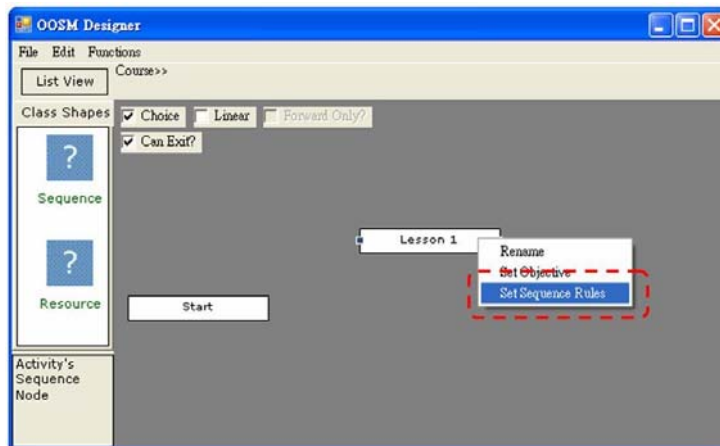 OOSM Designer
File Edit Functions
List View
Course>>
Class Shapes
Choice Linear Forward Only?
Can Exit?
?
Sequence
?
Resource
Lesson 1
Rename
Set Objective
Set Sequence Rules
Start
Activity's
Sequence
Node